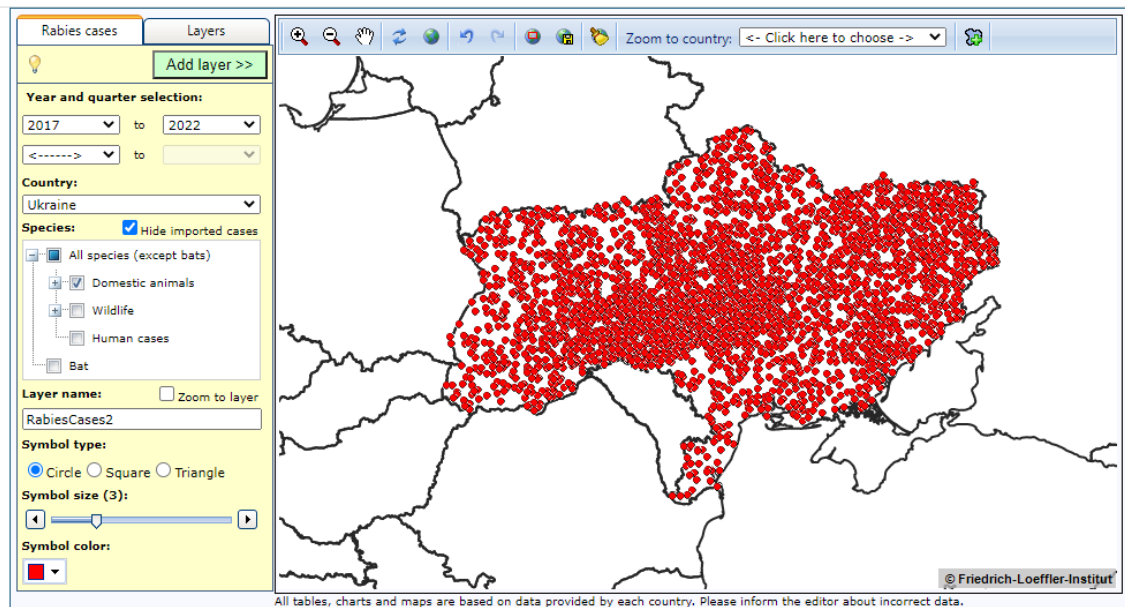 Rabies cases
Layers
Add layer >>
Year and quarter selection:
2017 to 2022
<------> to
Country:
Ukraine
Species: Hide imported cases
All species (except bats)
Domestic animals
Wildlife
Human cases
Bat
Layer name: Zoom to layer
RabiesCases2
Symbol type:
Circle Square Triangle
Symbol size (3):
Symbol color:
Zoom to country: <- Click here to choose ->
© Friedrich-Loeffler-Institut
All tables, charts and maps are based on data provided by each country. Please inform the editor about incorrect data.